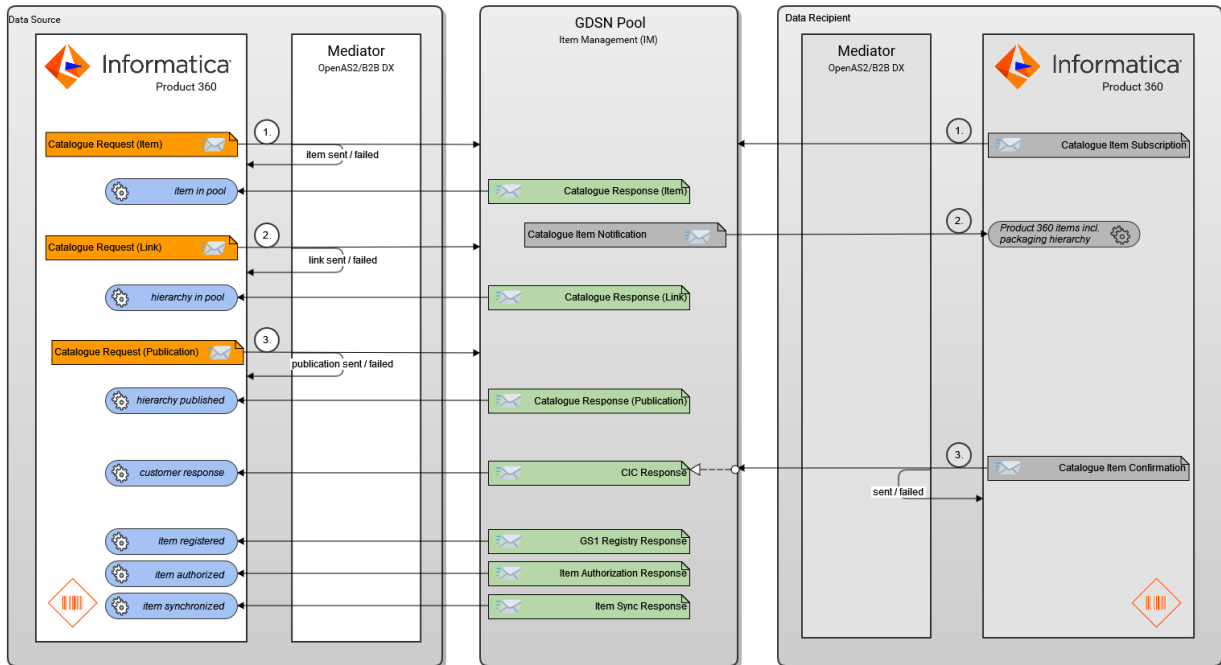 Data Source
GDSN Pool
Item Management (IM)
Data Recipient
Informatica
Product 360
Mediator
OpenAS2/B2B DX
Mediator
OpenAS2/B2B DX
Informatica
Product 360
Catalogue Request (Item)
1.
item sent / failed
1.
Catalogue Item Subscription
item in pool
Catalogue Response (Item)
Catalogue Request (Link)
2.
link sent / failed
Catalogue Item Notification
2.
Product 360 items incl.
packaging hierarchy
hierarchy in pool
Catalogue Response (Link)
Catalogue Request (Publication)
3.
publication sent / failed
hierarchy published
Catalogue Response (Publication)
customer response
CIC Response
3.
Catalogue Item Confirmation
sent / failed
item registered
GS1 Registry Response
item authorized
Item Authorization Response
item synchronized
Item Sync Response